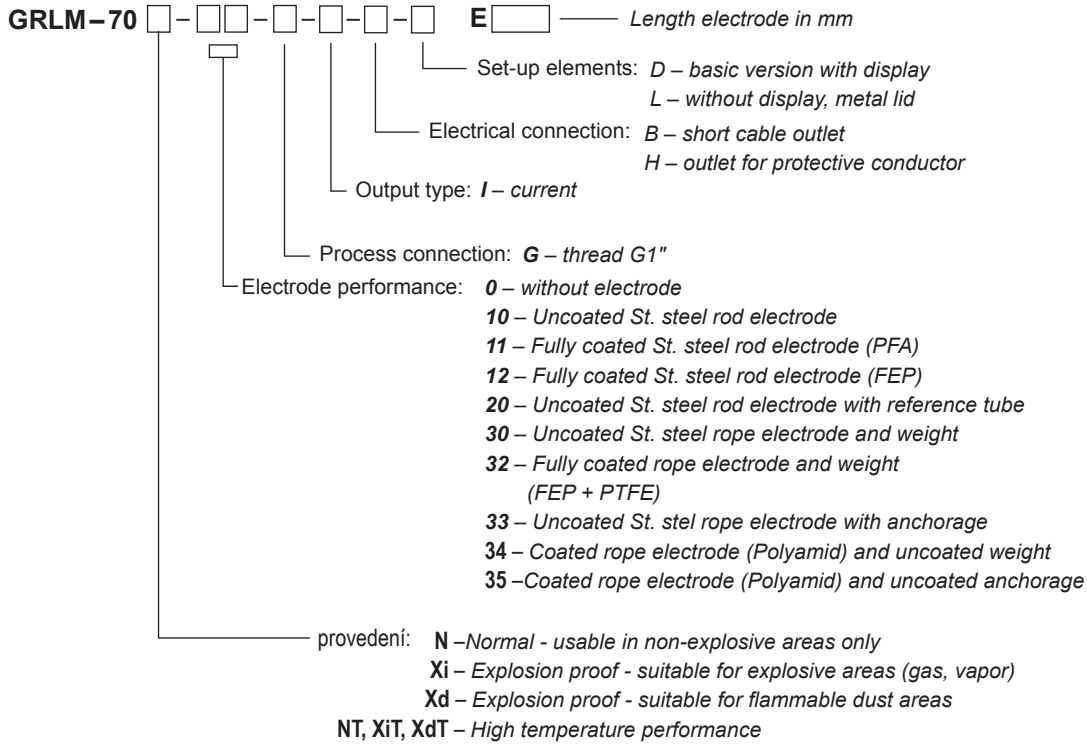 GRLM–70 – – – – – E Length electrode in mm
Set-up elements: D – basic version with display
L – without display, metal lid
Electrical connection: B – short cable outlet
H – outlet for protective conductor
Output type: I – current
Process connection: G – thread G1"
Electrode performance: 0 – without electrode
10 – Uncoated St. steel rod electrode
11 – Fully coated St. steel rod electrode (PFA)
12 – Fully coated St. steel rod electrode (FEP)
20 – Uncoated St. steel rod electrode with reference tube
30 – Uncoated St. steel rope electrode and weight
32 – Fully coated rope electrode and weight
(FEP + PTFE)
33 – Uncoated St. stel rope electrode with anchorage
34 – Coated rope electrode (Polyamid) and uncoated weight
35 –Coated rope electrode (Polyamid) and uncoated anchorage
provedení: N –Normal - usable in non-explosive areas only
Xi – Explosion proof - suitable for explosive areas (gas, vapor)
Xd – Explosion proof - suitable for flammable dust areas
NT, XiT, XdT – High temperature performance